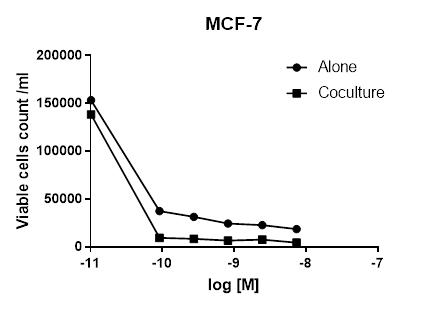 MCF-7
Alone
Coculture
Viable cells count /ml
200000
150000
100000
50000
0
-11 -10 -9 -8 -7
log [M]